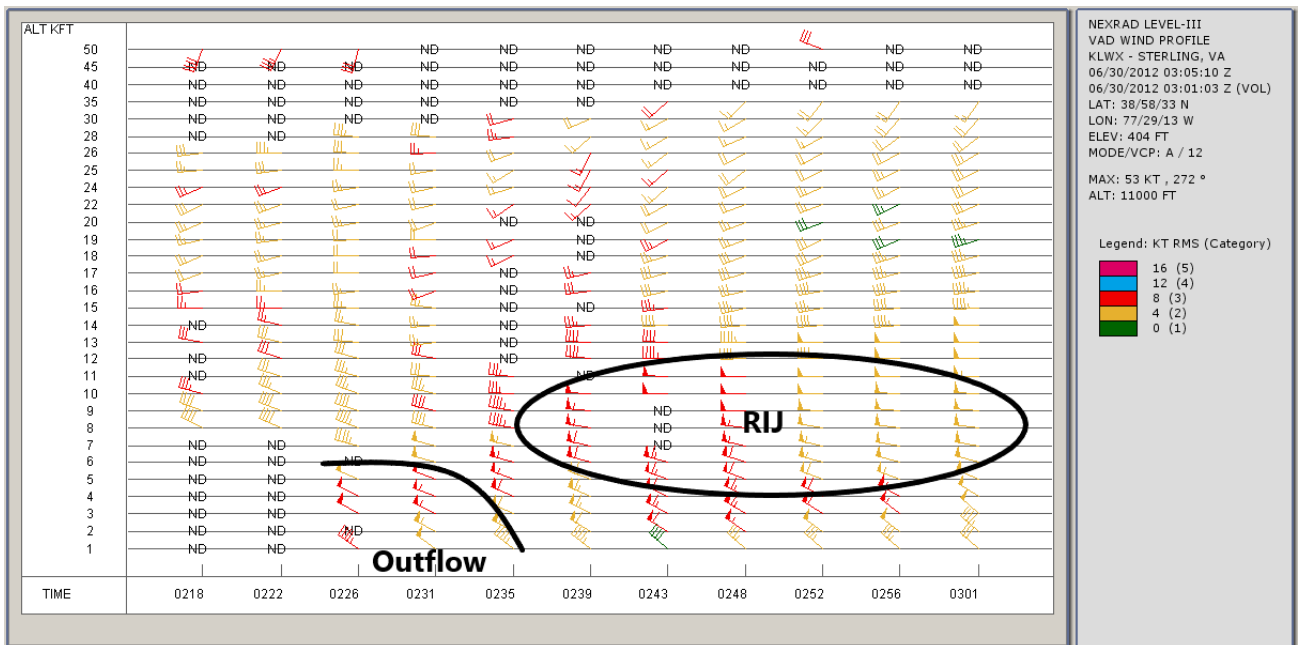 ALT KFT
50 ND ND ND ND ND ND ND
45 ND ND ND ND ND ND ND ND ND ND ND
40 ND ND ND ND ND ND ND ND ND ND ND
35 ND ND ND ND ND ND
30 ND ND ND ND
28 ND ND
26
25
24
22
20 ND ND
19 ND
18 ND
17 ND
16 ND
15 ND ND
14 ND ND
13 ND
12 ND ND
11 ND ND
10
9 ND
8 ND RIJ
7 ND ND ND
6 ND ND ND
5 ND ND
4 ND ND
3 ND ND
2 ND ND ND
1 ND ND
Outflow
TIME 0218 0222 0226 0231 0235 0239 0243 0248 0252 0256 0301
NEXRAD LEVEL-III
VAD WIND PROFILE
KLWX - STERLING, VA
06/30/2012 03:05:10 Z
06/30/2012 03:01:03 Z (VOL)
LAT: 38/58/33 N
LON: 77/29/13 W
ELEV: 404 FT
MODE/VCP: A / 12
MAX: 53 KT , 272 °
ALT: 11000 FT
Legend: KT RMS (Category)
16 (5)
12 (4)
8 (3)
4 (2)
0 (1)